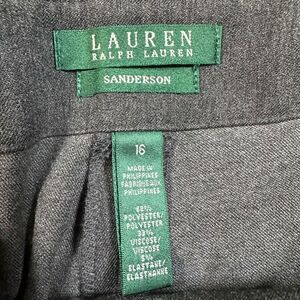 LAUREN
RALPH LAUREN
SANDERSON
16
MADE IN
PHILIPPINES
FABRIQUE AUX
PHILIPPINES
62%
POLYESTER/
POLYESTER
33%
VISCOSE/
VISCOSE
5%
ELASTANE/
ELASTHANNE